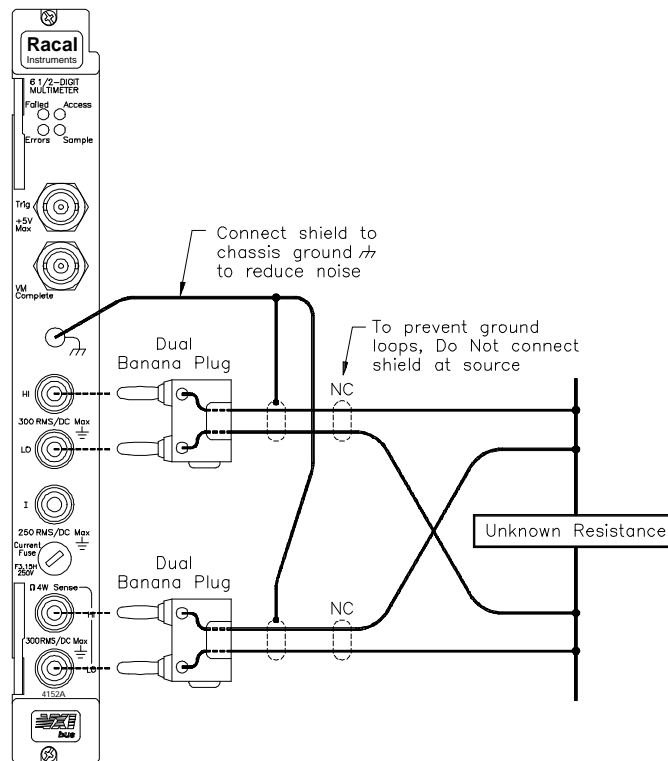 Racal
Instruments
6 1/2-DIGIT
MULTIMETER
Failed Access
Errors Sample
Trig
+5V
Max
VM
Complete
Connect shield to
chassis ground
to reduce noise
Dual
Banana Plug
To prevent ground
loops, Do Not connect
shield at source
NC
HI
300 RMS/DC Max
LO
I
250 RMS/DC Max
Current
Fuse
F3.15H
250V
Unknown Resistance
Dual
Banana Plug
NC
Ω 4W Sense
HI
300RMS/DC Max
LO
4152A
VXI
bus